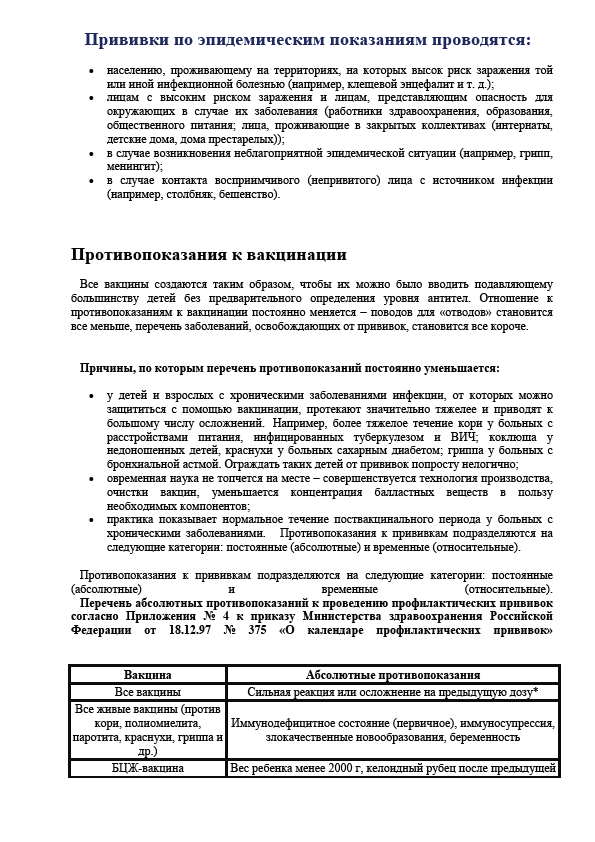 Прививки по эпидемическим показаниям проводятся:
• населению, проживающему на территориях, на которых высок риск заражения той
или иной инфекционной болезнью (например, клещевой энцефалит и т. д.);
• лицам с высоким риском заражения и лицам, представляющим опасность для
окружающих в случае их заболевания (работники здравоохранения, образования,
общественного питания; лица, проживающие в закрытых коллективах (интернаты,
детские дома, дома престарелых));
• в случае возникновения неблагоприятной эпидемической ситуации (например, грипп,
менингит);
• в случае контакта восприимчивого (непривитого) лица с источником инфекции
(например, столбняк, бешенство).
Противопоказания к вакцинации
Все вакцины создаются таким образом, чтобы их можно было вводить подавляющему
большинству детей без предварительного определения уровня антител. Отношение к
противопоказаниям к вакцинации постоянно меняется – поводов для «отводов» становится
все меньше, перечень заболеваний, освобождающих от прививок, становится все короче.
Причины, по которым перечень противопоказаний постоянно уменьшается:
• у детей и взрослых с хроническими заболеваниями инфекции, от которых можно
защититься с помощью вакцинации, протекают значительно тяжелее и приводят к
большому числу осложнений. Например, более тяжелое течение кори у больных с
расстройствами питания, инфицированных туберкулезом и ВИЧ; коклюша у
недоношенных детей, краснухи у больных сахарным диабетом; гриппа у больных с
бронхиальной астмой. Ограждать таких детей от прививок попросту нелогично;
• овременная наука не топчется на месте – совершенствуется технология производства,
очистки вакцин, уменьшается концентрация балластных веществ в пользу
необходимых компонентов;
• практика показывает нормальное течение поствакцинального периода у больных с
хроническими заболеваниями. Противопоказания к прививкам подразделяются на
следующие категории: постоянные (абсолютные) и временные (относительные).
Противопоказания к прививкам подразделяются на следующие категории: постоянные
(абсолютные) и временные (относительные).
Перечень абсолютных противопоказаний к проведению профилактических прививок
согласно Приложения № 4 к приказу Министерства здравоохранения Российской
Федерации от 18.12.97 № 375 «О календаре профилактических прививок»
Вакцина Абсолютные противопоказания
Все вакцины Сильная реакция или осложнение на предыдущую дозу*
Все живые вакцины (против
кори, полиомиелита,
паротита, краснухи, гриппа и
др.)
Иммунодефицитное состояние (первичное), иммуносупрессия,
злокачественные новообразования, беременность
БЦЖ-вакцина Вес ребенка менее 2000 г, келоидный рубец после предыдущей